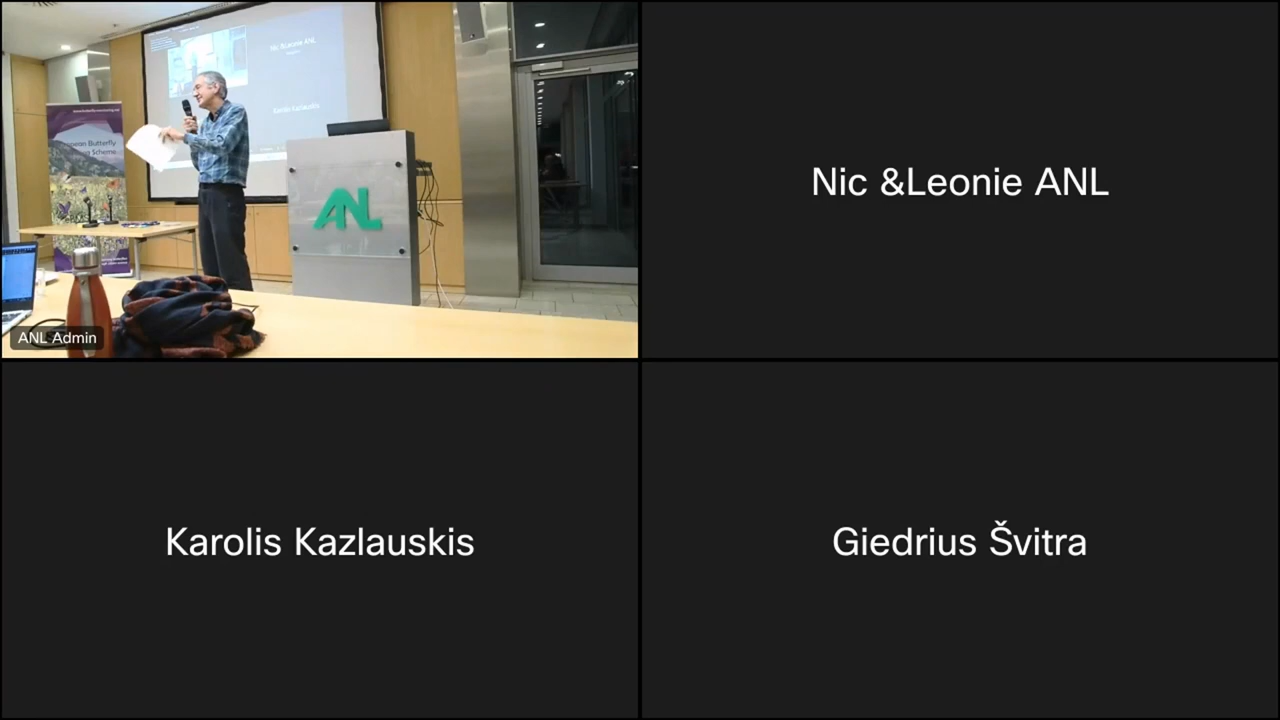 Nic &Leonie ANL
Karolis Kazlauskis
European Butterfly
Scheme
ANL
ANL Admin
Nic &Leonie ANL
Karolis Kazlauskis
Giedrius Švitra